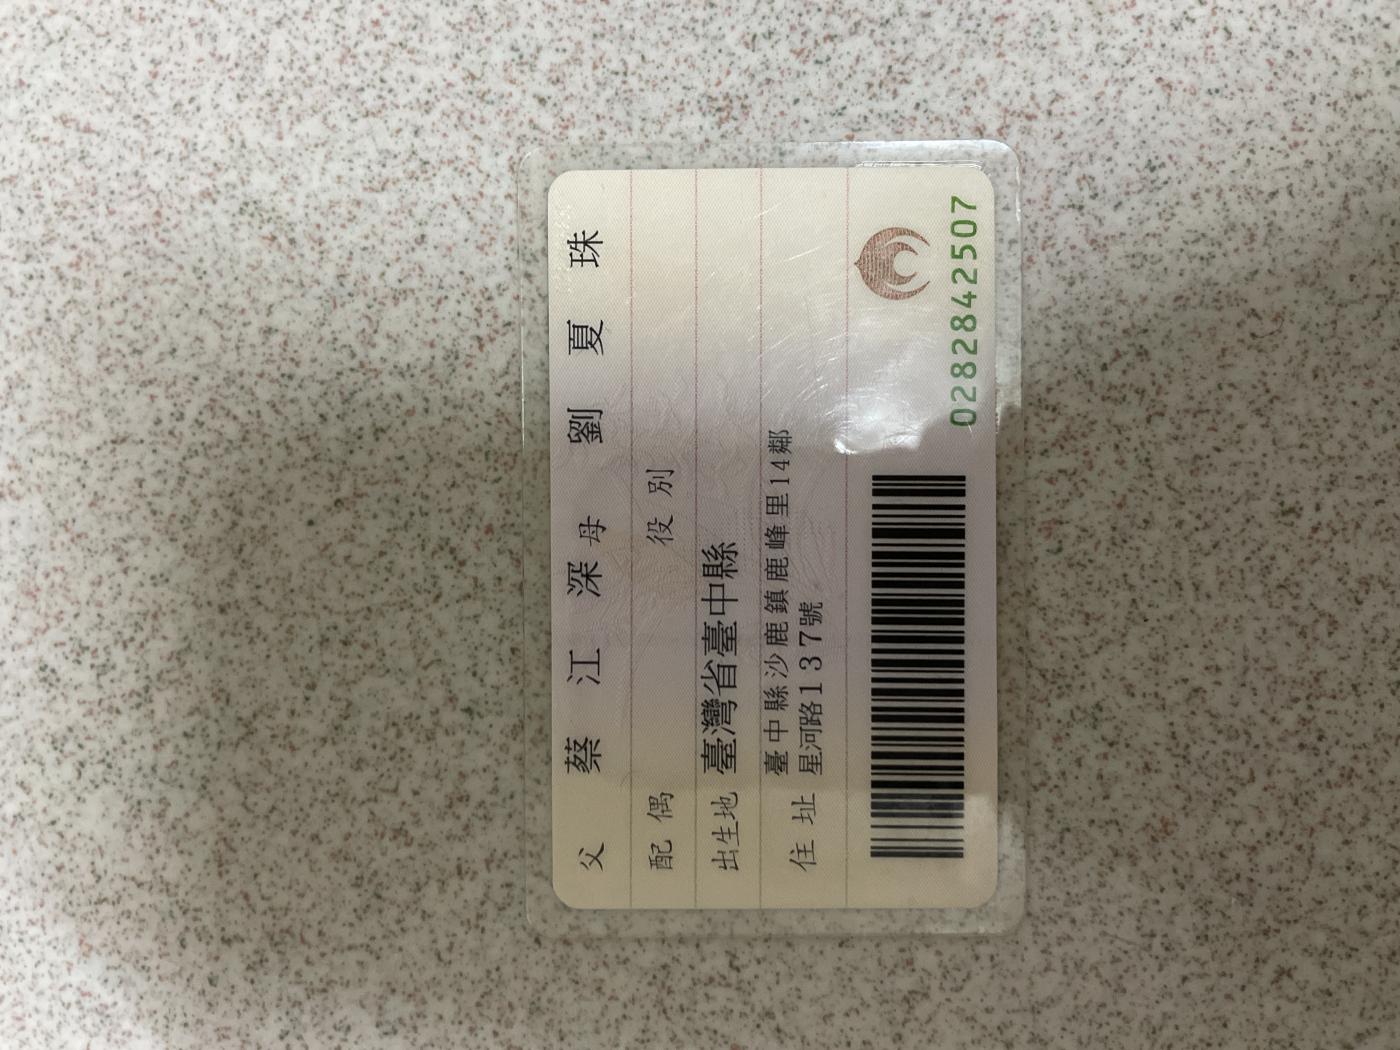 父 蔡江深 母 劉夏珠
配偶 役別
出生地 臺灣省臺中縣
住址 臺中縣沙鹿鎮鹿峰里14鄰
星河路137號
0282842507